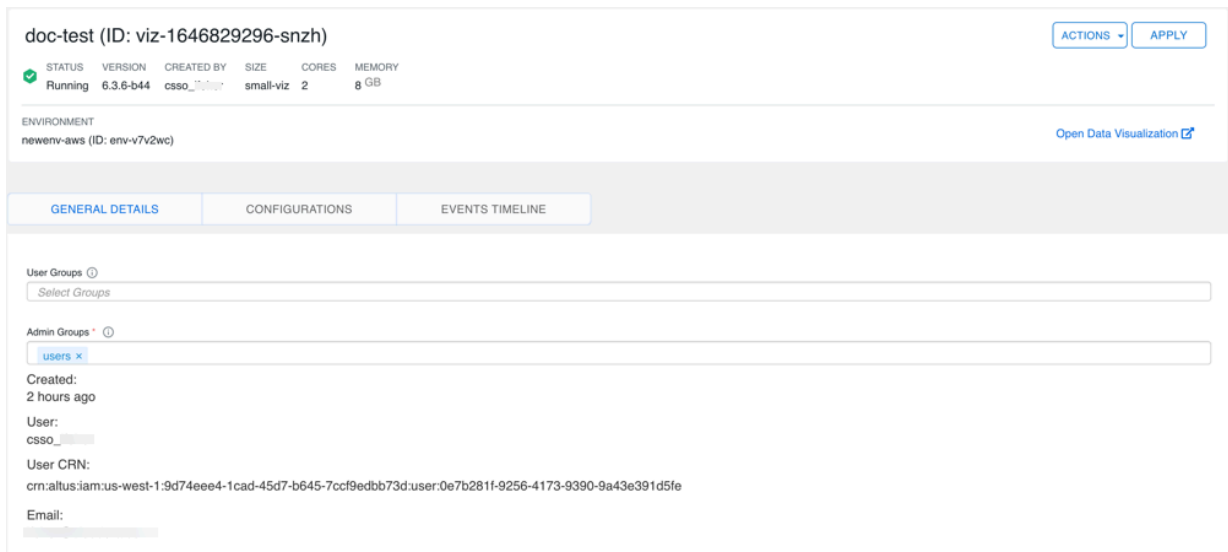 doc-test (ID: viz-1646829296-snzh)
ACTIONS APPLY
STATUS VERSION CREATED BY SIZE CORES MEMORY
Running 6.3.6-b44 csso_ small-viz 2 8 GB
ENVIRONMENT
newenv-aws (ID: env-v7v2wc)
Open Data Visualization
GENERAL DETAILS CONFIGURATIONS EVENTS TIMELINE
User Groups
Select Groups
Admin Groups *
users ×
Created:
2 hours ago
User:
csso_
User CRN:
crn:altus:iam:us-west-1:9d74eee4-1cad-45d7-b645-7ccf9edbb73d:user:0e7b281f-9256-4173-9390-9a43e391d5fe
Email: